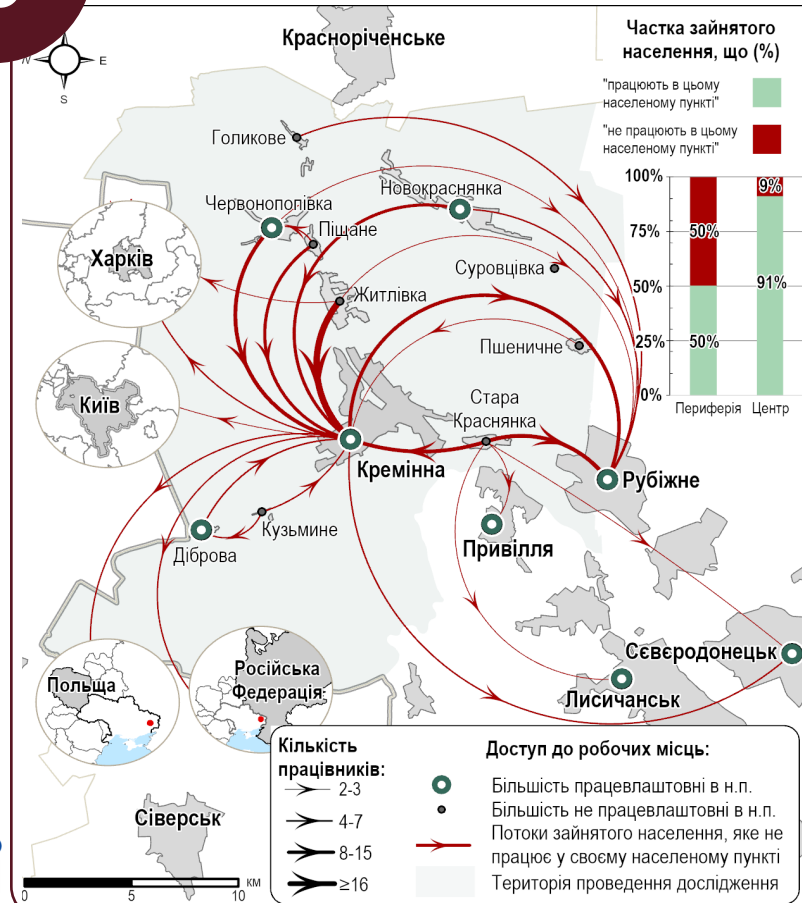 Красноріченське
N
E
S
Частка зайнятого
населення, що (%)
"працюють в цьому
населеному пункті"
"не працюють в цьому
населеному пункті"
100%
75%
50%
25%
0%
50%
50%
9%
91%
Периферія
Центр
Голикове
Червонопопівка
Новокраснянка
Піщане
Харків
Суровцівка
Житлівка
Пшеничне
Київ
Стара
Краснянка
Кремінна
Рубіжне
Кузьмине
Діброва
Привілля
Сєвєродонецьк
Лисичанськ
Польща
Російська
Федерація
Сіверськ
0
5
10
км
Кількість
працівників:
2-3
4-7
8-15
≥16
Доступ до робочих місць:
Більшість працевлаштовні в н.п.
Більшість не працевлаштовні в н.п.
Потоки зайнятого населення, яке не
працює у своєму населеному пункті
Територія проведення дослідження